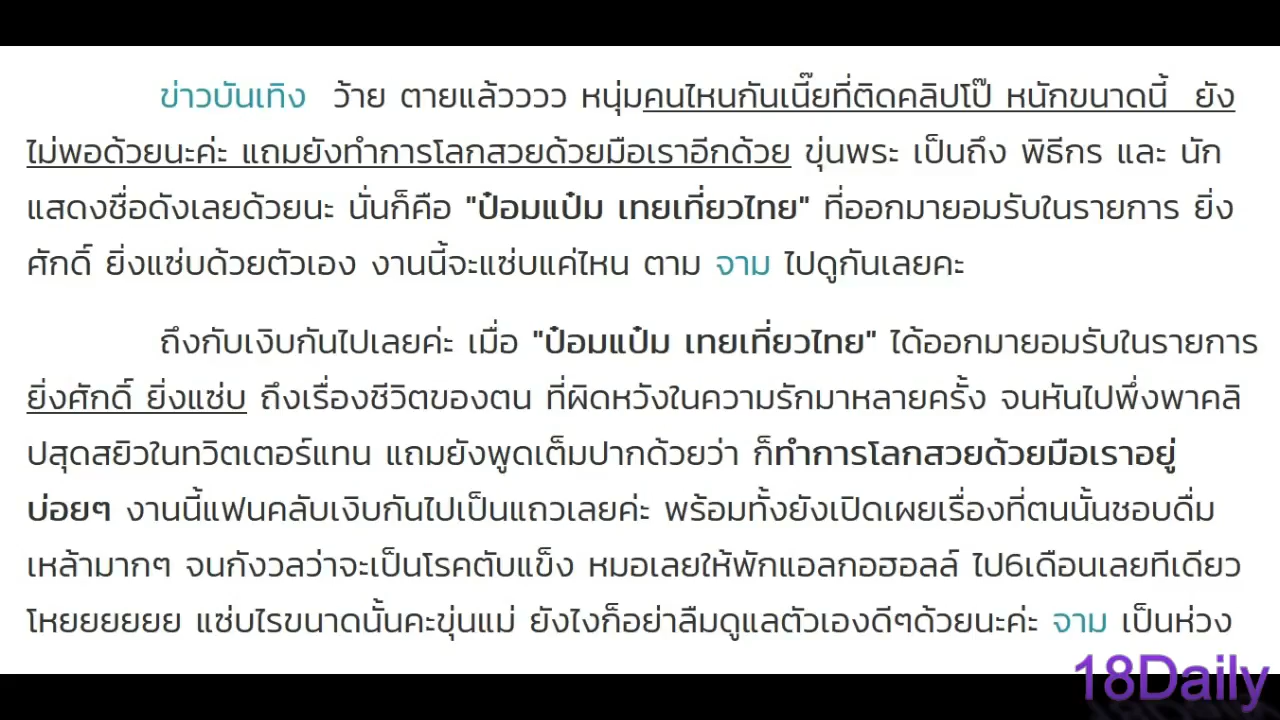 ข่าวบันเทิง ว้าย ตายแล้วววว หนุ่มคนไหนกันเนี๊ยที่ติดคลิปโป๊ หนักขนาดนี้ ยัง
ไม่พอด้วยนะค่ะ แถมยังทำการโลกสวยด้วยมือเราอีกด้วย ขุ่นพระ เป็นถึง พิธีกร และ นัก
แสดงชื่อดังเลยด้วยนะ นั่นก็คือ "ป๋อมแป๋ม เทยเที่ยวไทย" ที่ออกมายอมรับในรายการ ยิ่ง
ศักดิ์ ยิ่งแซ่บด้วยตัวเอง งานนี้จะแซ่บแค่ไหน ตาม จาม ไปดูกันเลยคะ
ถึงกับเงิบกันไปเลยค่ะ เมื่อ "ป๋อมแป๋ม เทยเที่ยวไทย" ได้ออกมายอมรับในรายการ
ยิ่งศักดิ์ ยิ่งแซ่บ ถึงเรื่องชีวิตของตน ที่ผิดหวังในความรักมาหลายครั้ง จนหันไปพึ่งพาคลิ
ปสุดสยิวในทวิตเตอร์แทน แถมยังพูดเต็มปากด้วยว่า ก็ทำการโลกสวยด้วยมือเราอยู่
บ่อยๆ งานนี้แฟนคลับเงิบกันไปเป็นแถวเลยค่ะ พร้อมทั้งยังเปิดเผยเรื่องที่ตนนั้นชอบดื่ม
เหล้ามากๆ จนกังวลว่าจะเป็นโรคตับแข็ง หมอเลยให้พักแอลกอฮอลล์ ไป6เดือนเลยทีเดียว
โหยยยยยย แซ่บไรขนาดนั้นคะขุ่นแม่ ยังไงก็อย่าลืมดูแลตัวเองดีๆด้วยนะค่ะ จาม เป็นห่วง
18Daily